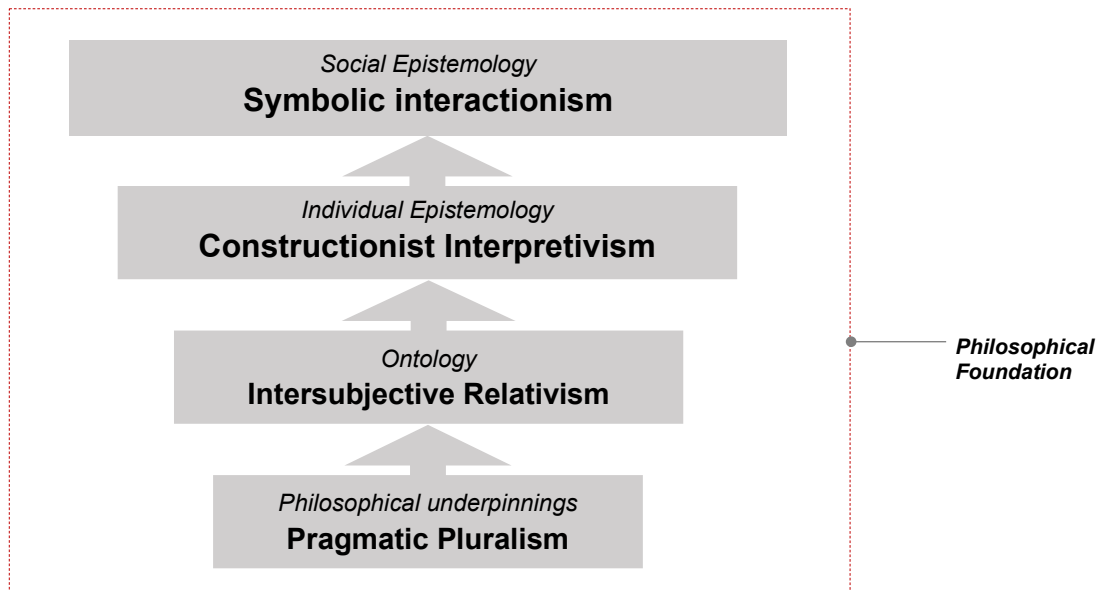 Social Epistemology
Symbolic interactionism
Individual Epistemology
Constructionist Interpretivism
Ontology
Intersubjective Relativism
Philosophical
Foundation
Philosophical underpinnings
Pragmatic Pluralism